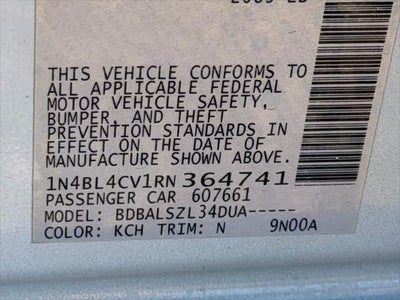 THIS VEHICLE CONFORMS TO
ALL APPLICABLE FEDERAL
MOTOR VEHICLE SAFETY,
BUMPER, AND THEFT
PREVENTION STANDARDS IN
EFFECT ON THE DATE OF
MANUFACTURE SHOWN ABOVE.
1N4BL4CV1RN 364741
PASSENGER CAR 607661
MODEL: BDBALSZL34DUA-----
COLOR: KCH TRIM: N 9N00A